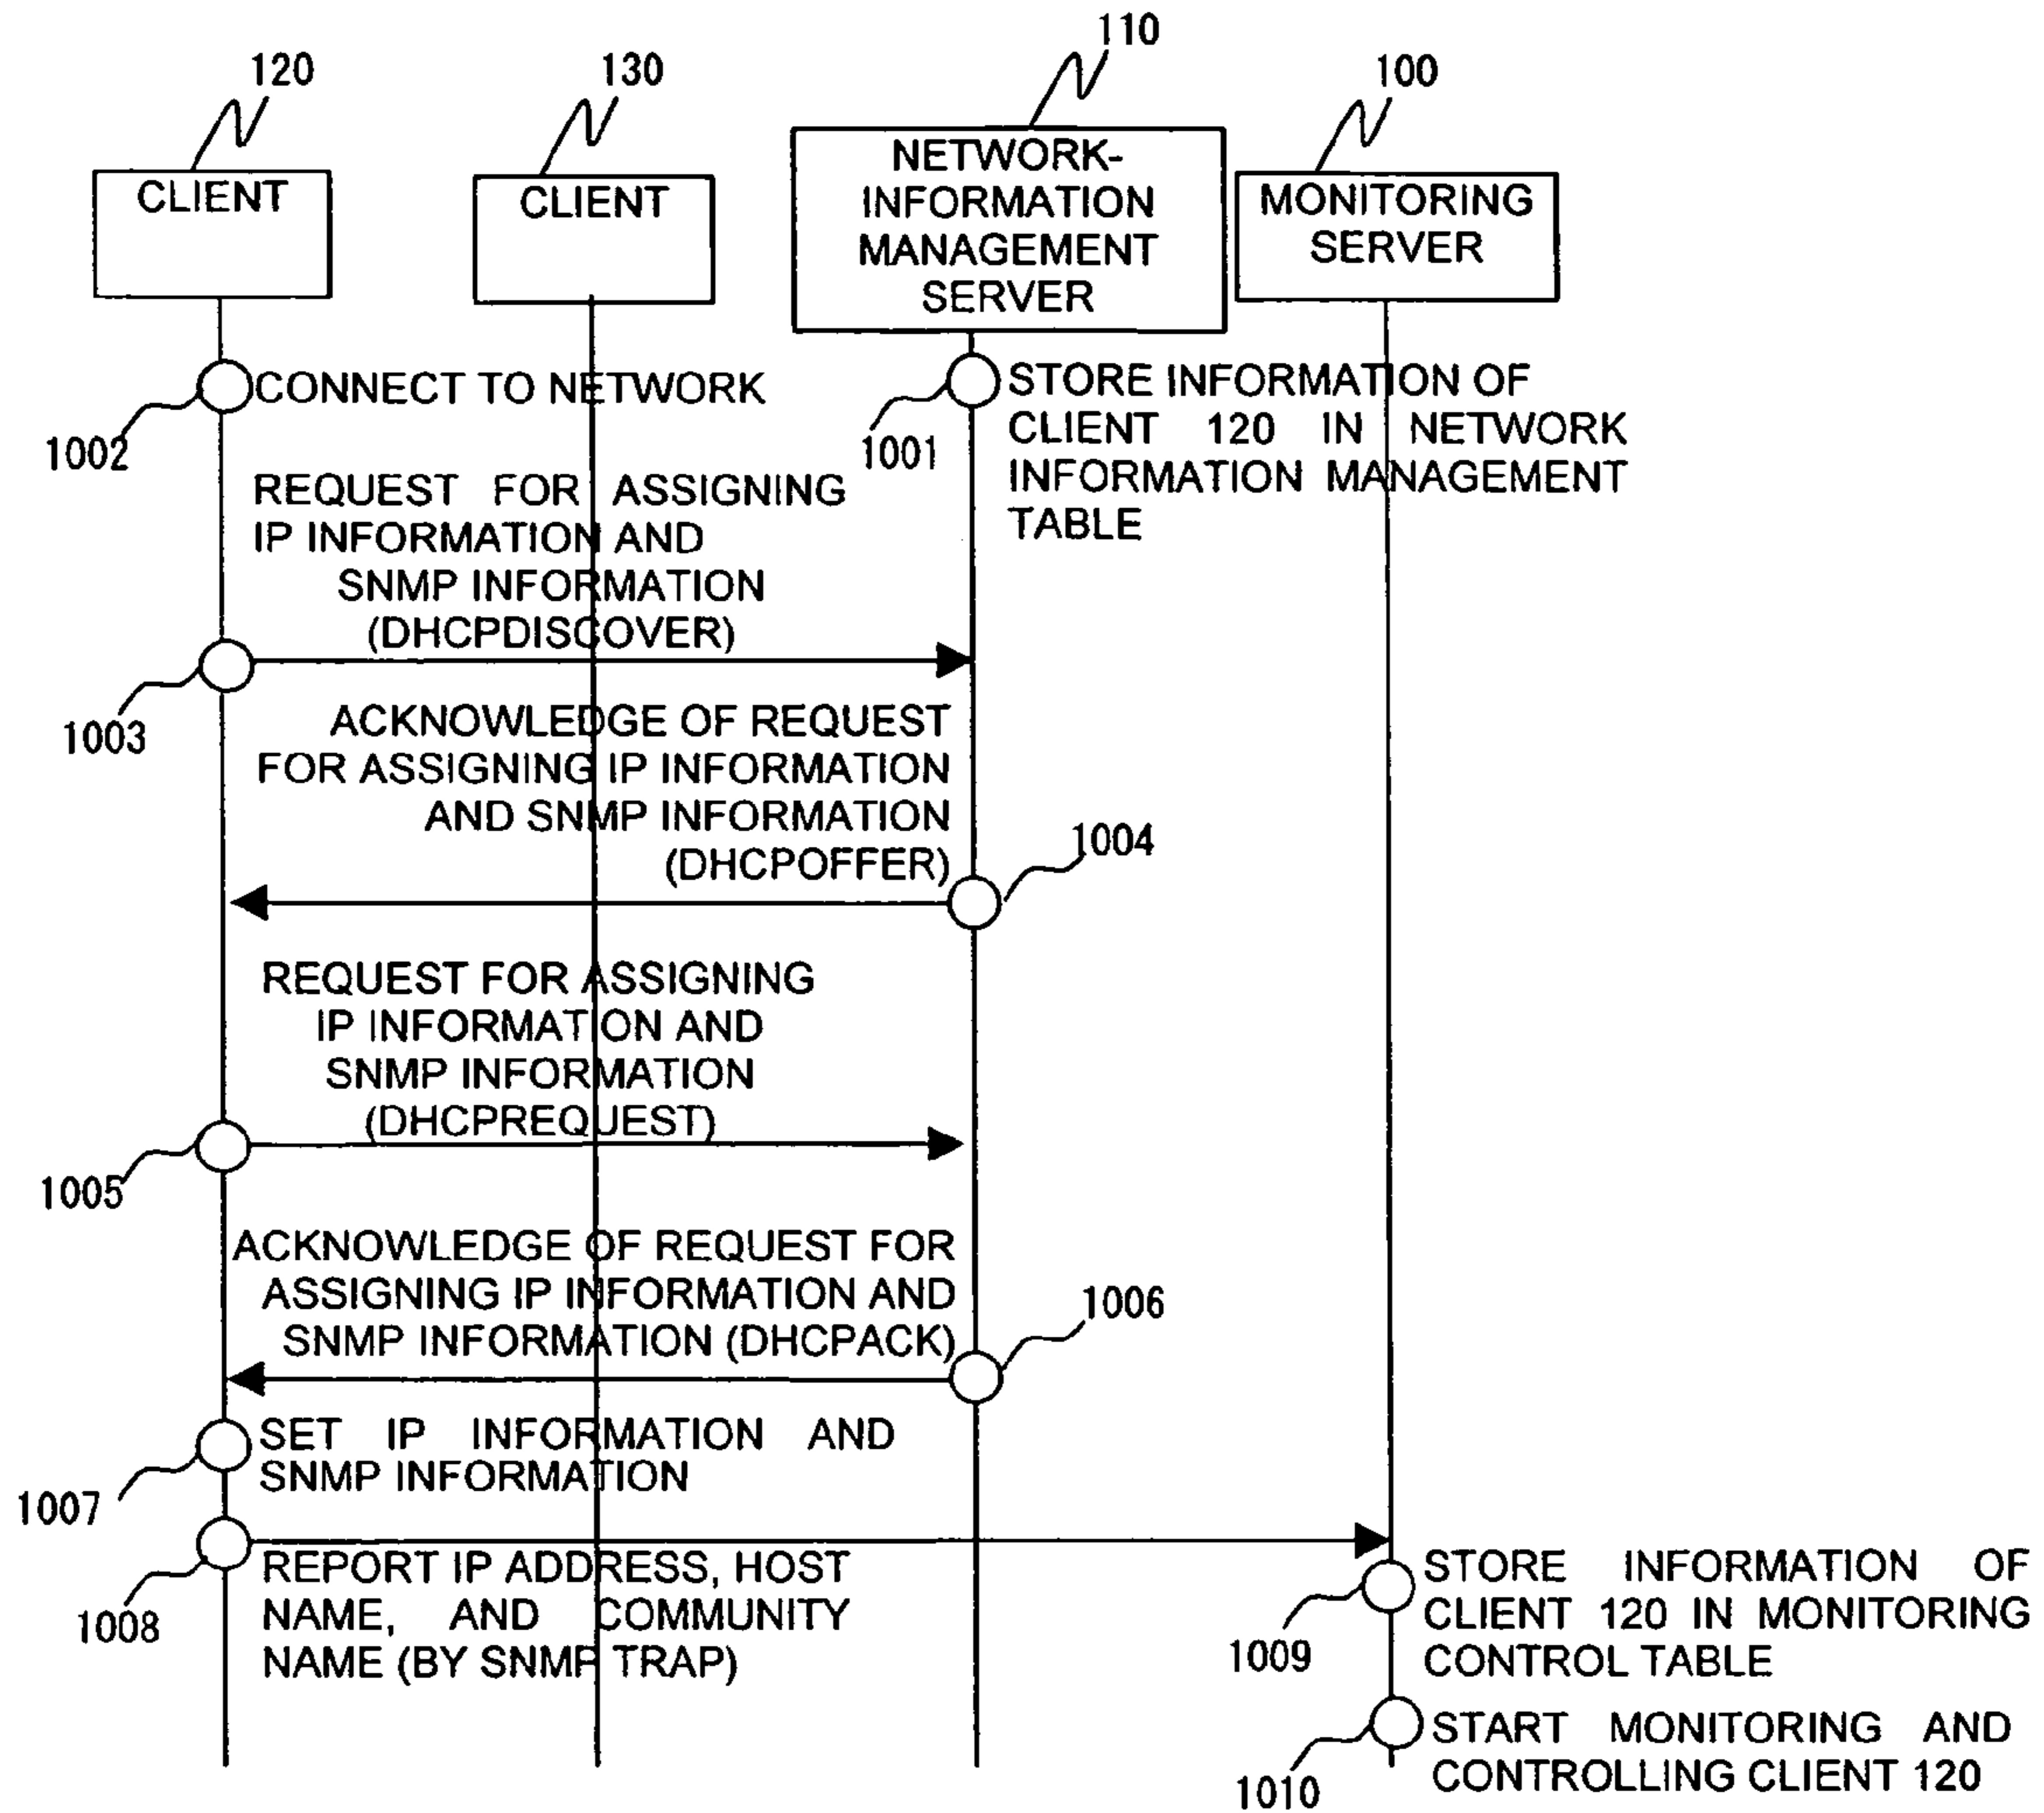 110
120
130
100
CLIENT
CLIENT
NETWORK-
INFORMATION
MANAGEMENT
SERVER
MONITORING
SERVER
CONNECT TO NETWORK
1002
STORE INFORMATION OF
CLIENT 120 IN NETWORK
INFORMATION MANAGEMENT
TABLE
1001
REQUEST FOR ASSIGNING
IP INFORMATION AND
SNMP INFORMATION
(DHCPDISCOVER)
1003
ACKNOWLEDGE OF REQUEST
FOR ASSIGNING IP INFORMATION
AND SNMP INFORMATION
(DHCPOFFER)
1004
REQUEST FOR ASSIGNING
IP INFORMATION AND
SNMP INFORMATION
(DHCPREQUEST)
1005
ACKNOWLEDGE OF REQUEST FOR
ASSIGNING IP INFORMATION AND
SNMP INFORMATION (DHCPACK)
1006
SET IP INFORMATION AND
SNMP INFORMATION
1007
REPORT IP ADDRESS, HOST
NAME, AND COMMUNITY
NAME (BY SNMP TRAP)
1008
STORE INFORMATION OF
CLIENT 120 IN MONITORING
CONTROL TABLE
1009
START MONITORING AND
CONTROLLING CLIENT 120
1010